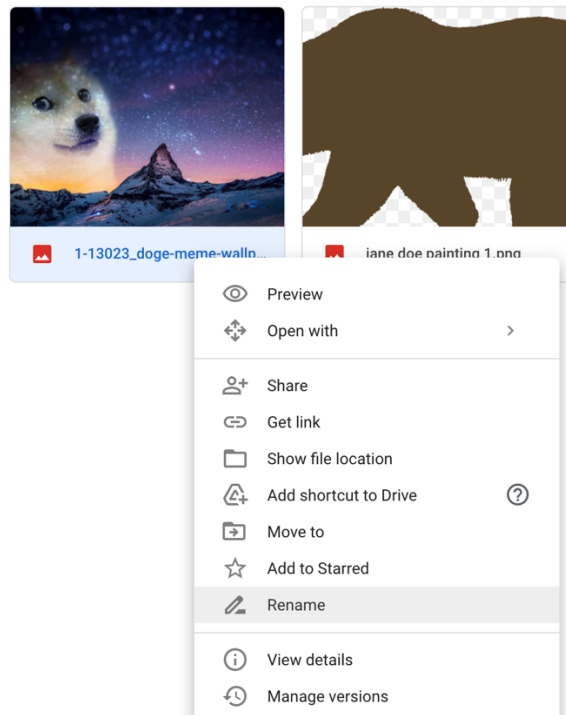 1-13023_doge-meme-wallp...
jane doe painting 1.png
Preview
Open with
Share
Get link
Show file location
Add shortcut to Drive
?
Move to
Add to Starred
Rename
View details
Manage versions